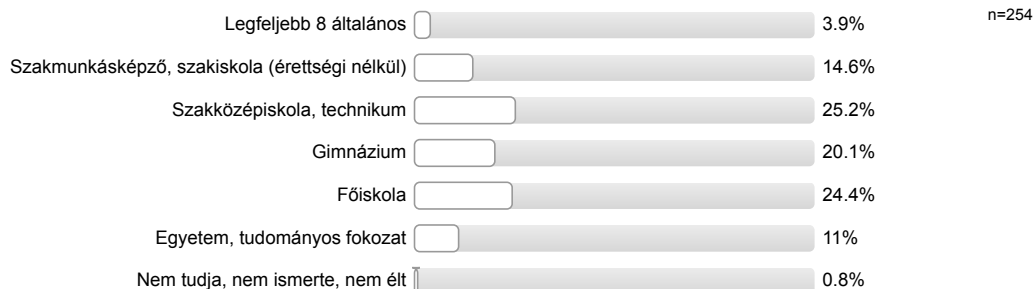 Legfeljebb 8 általános 3.9% n=254
Szakmunkásképző, szakiskola (érettségi nélkül) 14.6%
Szakközépiskola, technikum 25.2%
Gimnázium 20.1%
Főiskola 24.4%
Egyetem, tudományos fokozat 11%
Nem tudja, nem ismerte, nem élt 0.8%